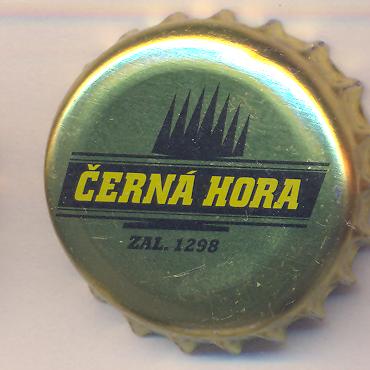 ČERNÁ HORA
ZAL. 1298